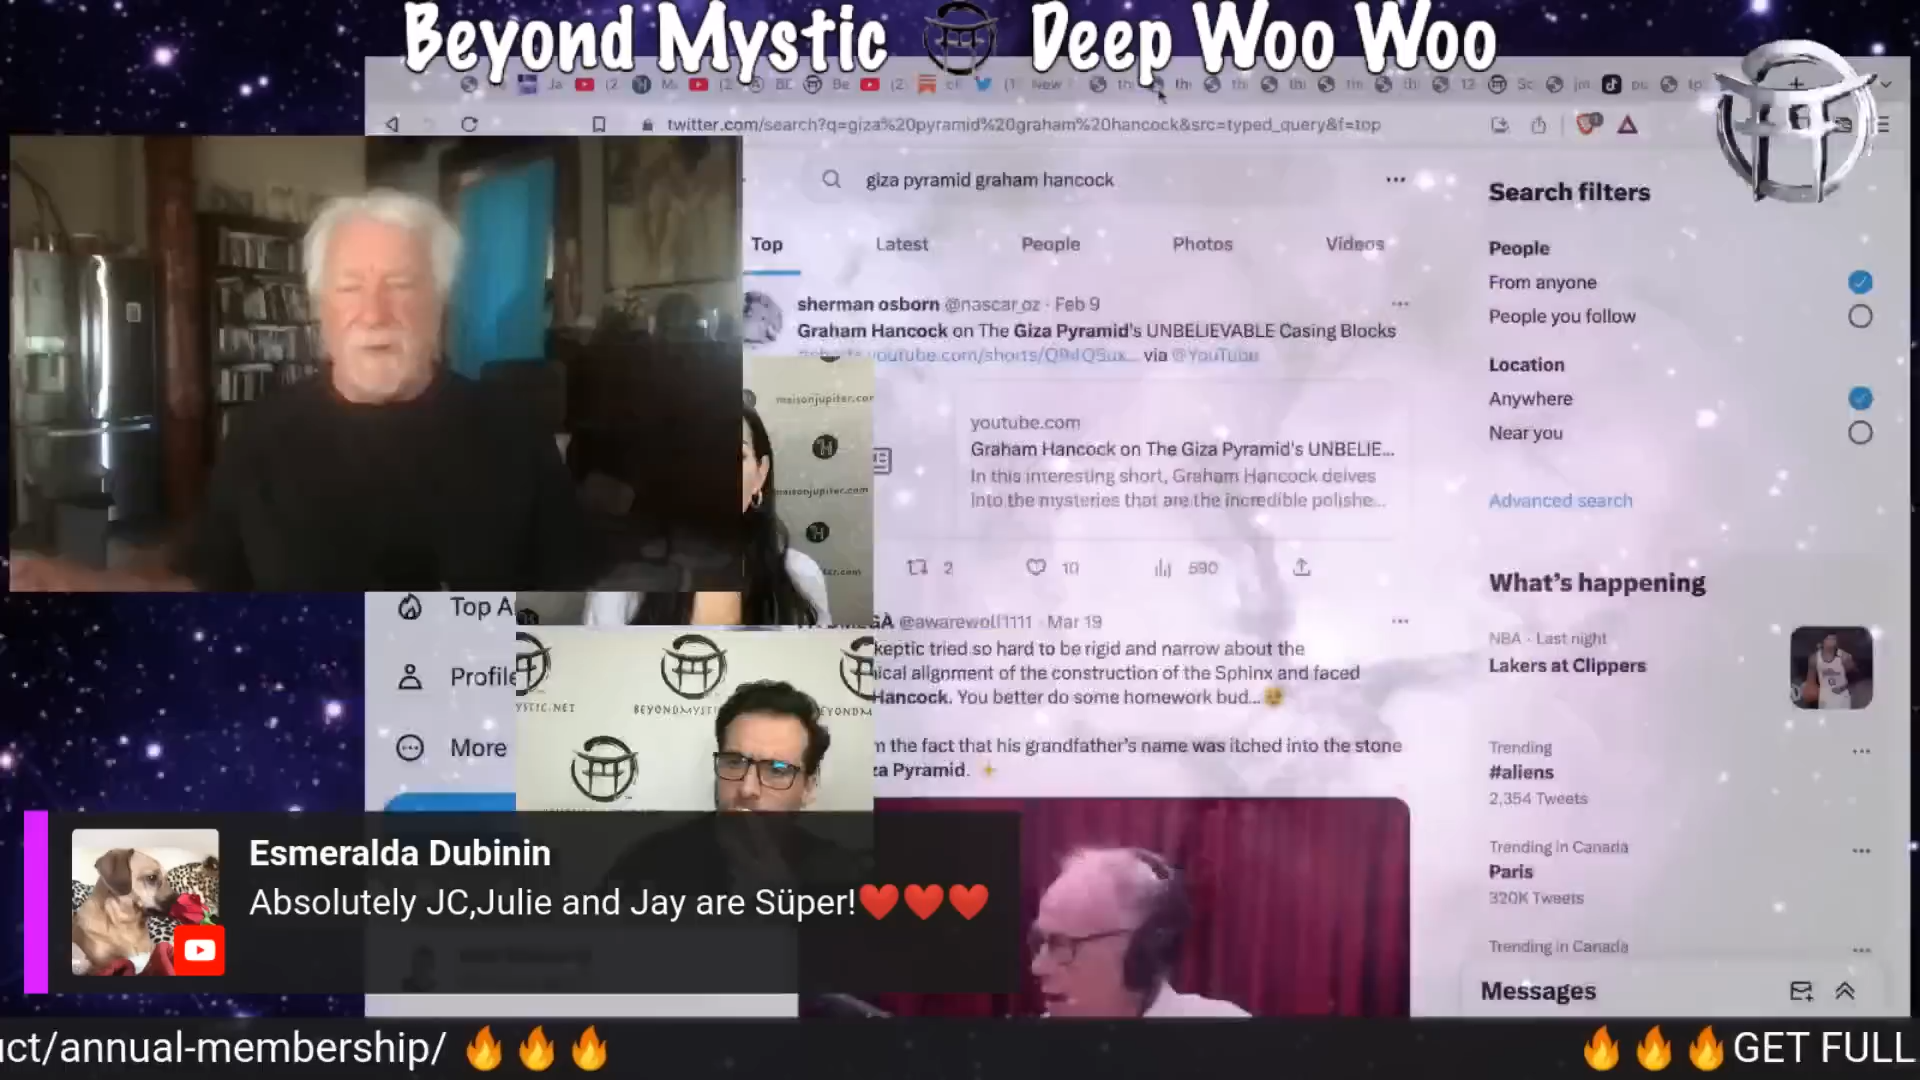 Beyond Mystic Deep Woo Woo
twitter.com/search?q=giza%20pyramid%20graham%20hancock&src=typed_query&f=top
giza pyramid graham hancock
Top
Latest
People
Photos
Videos
sherman osborn @nascar_oz · Feb 9
Graham Hancock on The Giza Pyramid's UNBELIEVABLE Casing Blocks
via @YouTube
youtube.com
Graham Hancock on The Giza Pyramid's UNBELIE...
In this interesting short, Graham Hancock delves
into the mysteries that are the incredible polishe...
2
10
590
@awarewolf1111 · Mar 19
keptic tried so hard to be rigid and narrow about the
ical alignment of the construction of the Sphinx and faced
Hancock. You better do some homework bud...
m the fact that his grandfather's name was itched into the stone
za Pyramid.
Search filters
People
From anyone
People you follow
Location
Anywhere
Near you
Advanced search
What's happening
NBA · Last night
Lakers at Clippers
Trending
#aliens
2,354 Tweets
Trending in Canada
Paris
320K Tweets
Trending in Canada
Messages
maisonjupiter.com
Top A
Profile
More
YSTIC.NET
BEYONDMYST
EYONDM
Esmeralda Dubinin
Absolutely JC,Julie and Jay are Süper!❤️❤️❤️
uct/annual-membership/ 🔥🔥🔥
🔥🔥🔥GET FULL